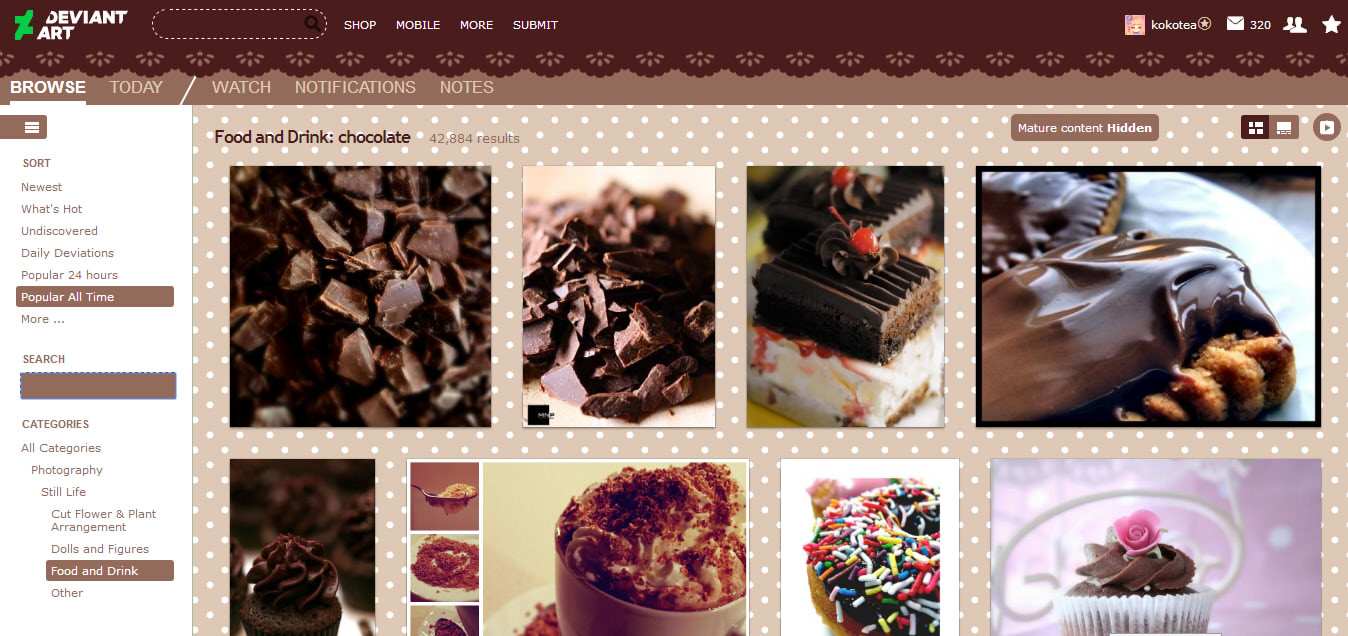 DEVIANT ART
SHOP MOBILE MORE SUBMIT
kokotea 320
BROWSE TODAY WATCH NOTIFICATIONS NOTES
Food and Drink: chocolate 42,884 results
Mature content Hidden
SORT
Newest
What's Hot
Undiscovered
Daily Deviations
Popular 24 hours
Popular All Time
More ...
SEARCH
CATEGORIES
All Categories
Photography
Still Life
Cut Flower & Plant
Arrangement
Dolls and Figures
Food and Drink
Other